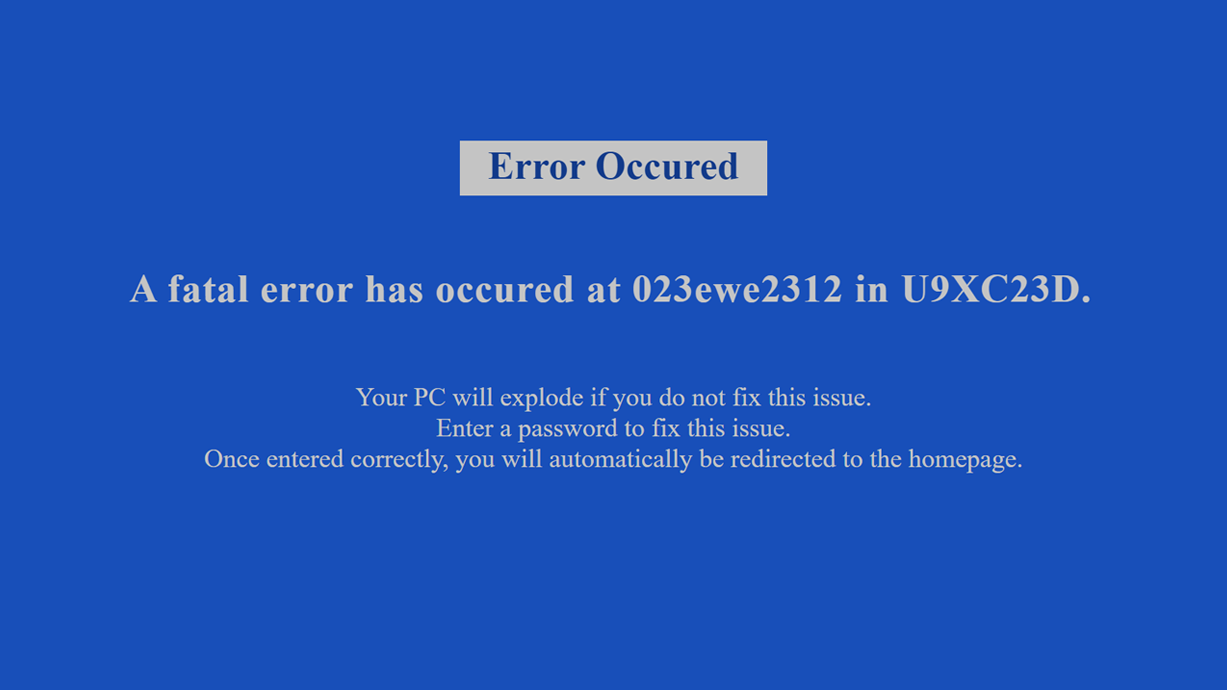 Error Occured
A fatal error has occured at 023ewe2312 in U9XC23D.
Your PC will explode if you do not fix this issue.
Enter a password to fix this issue.
Once entered correctly, you will automatically be redirected to the homepage.